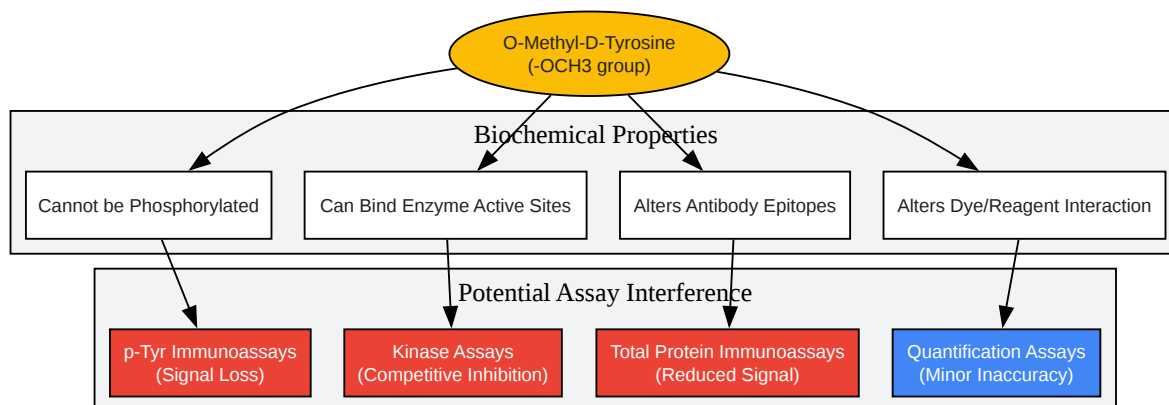 O-Methyl-D-Tyrosine
(-OCH3 group)
Biochemical Properties
Cannot be Phosphorylated
Can Bind Enzyme Active Sites
Alters Antibody Epitopes
Alters Dye/Reagent Interaction
Potential Assay Interference
p-Tyr Immunoassays
(Signal Loss)
Kinase Assays
(Competitive Inhibition)
Total Protein Immunoassays
(Reduced Signal)
Quantification Assays
(Minor Inaccuracy)